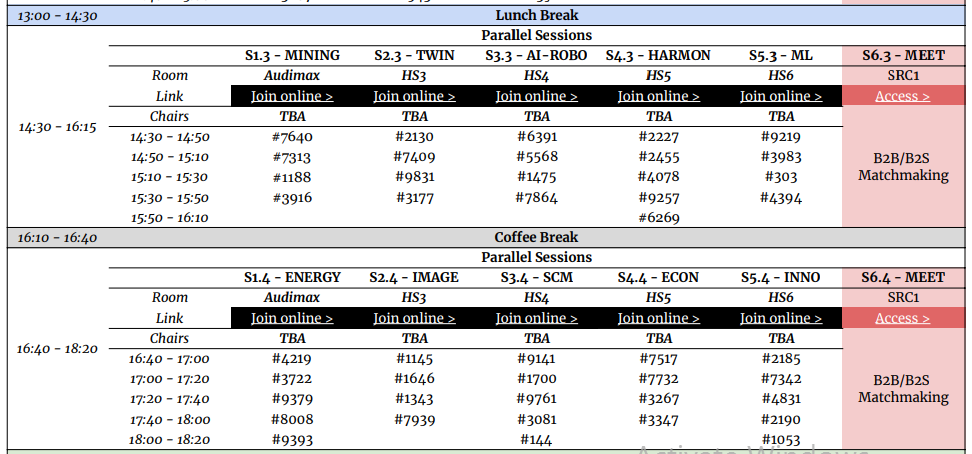 13:00 - 14:30 Lunch Break
Parallel Sessions
S1.3 - MINING S2.3 - TWIN S3.3 - AI-ROBO S4.3 - HARMON S5.3 - ML S6.3 - MEET
Room Audimax HS3 HS4 HS5 HS6 SRC1
Link Join online > Join online > Join online > Join online > Join online > Access >
14:30 - 16:15 Chairs TBA TBA TBA TBA TBA
14:30 - 14:50 #7640 #2130 #6391 #2227 #9219
14:50 - 15:10 #7313 #7409 #5568 #2455 #3983 B2B/B2S
15:10 - 15:30 #1188 #9831 #1475 #4078 #303 Matchmaking
15:30 - 15:50 #3916 #3177 #7864 #9257 #4394
15:50 - 16:10 #6269
16:10 - 16:40 Coffee Break
Parallel Sessions
S1.4 - ENERGY S2.4 - IMAGE S3.4 - SCM S4.4 - ECON S5.4 - INNO S6.4 - MEET
Room Audimax HS3 HS4 HS5 HS6 SRC1
Link Join online > Join online > Join online > Join online > Join online > Access >
16:40 - 18:20 Chairs TBA TBA TBA TBA TBA
16:40 - 17:00 #4219 #1145 #9141 #7517 #2185
17:00 - 17:20 #3722 #1646 #1700 #7732 #7342 B2B/B2S
17:20 - 17:40 #9379 #1343 #9761 #3267 #4831 Matchmaking
17:40 - 18:00 #8008 #7939 #3081 #3347 #2190
18:00 - 18:20 #9393 #144 #1053